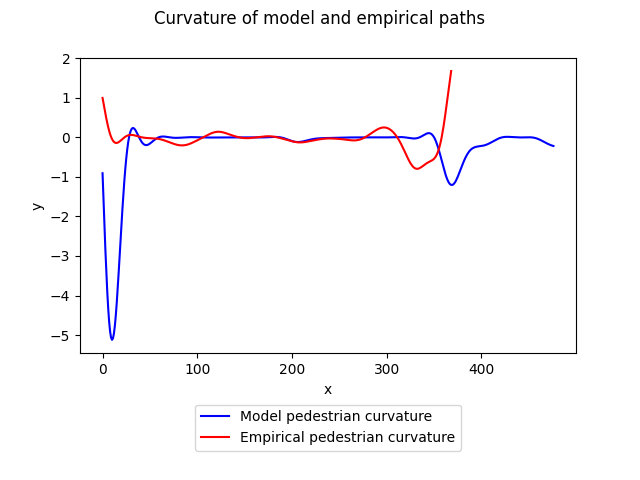 Curvature of model and empirical paths
2
1
0
−1
−2
−3
−4
−5
y
0 100 200 300 400
x
Model pedestrian curvature
Empirical pedestrian curvature